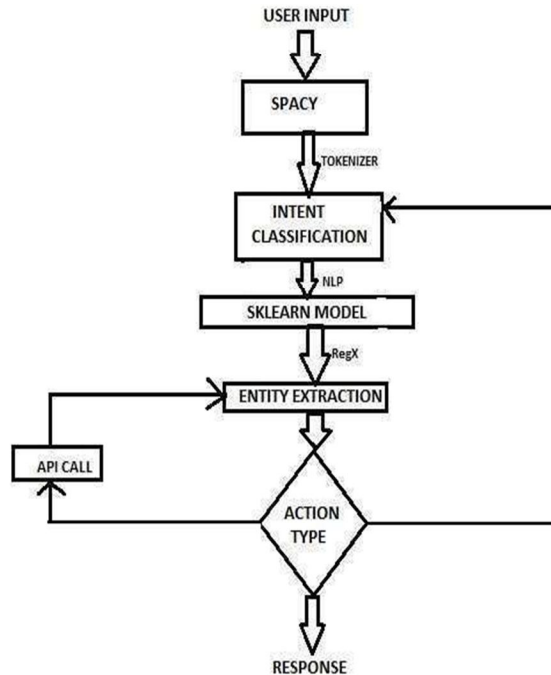 USER INPUT
SPACY
TOKENIZER
INTENT
CLASSIFICATION
NLP
SKLEARN MODEL
RegX
ENTITY EXTRACTION
API CALL
ACTION
TYPE
RESPONSE